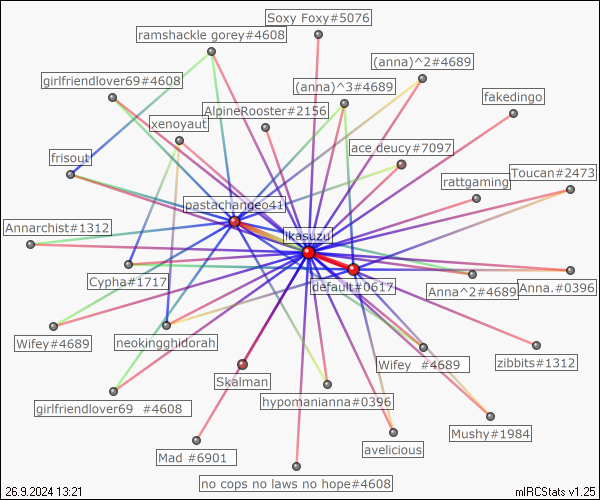 Soxy Foxy#5076
ramshackle gorey#4608
(anna)^2#4689
girlfriendlover69#4608
(anna)^3#4689
fakedingo
AlpineRooster#2156
xenoyaut
ace deucy#7097
frisout
Toucan#2473
rattgaming
pastachangeo41
Annarchist#1312
ikasuzu
Cypha#1717
default#0617
Anna^2#4689
Anna.#0396
Wifey#4689
neokingghidorah
Wifey #4689
zibbits#1312
Skalman
hypomanianna#0396
girlfriendlover69 #4608
Mushy#1984
avelicious
Mad #6901
no cops no laws no hope#4608
26.9.2024 13:21
mIRCStats v1.25